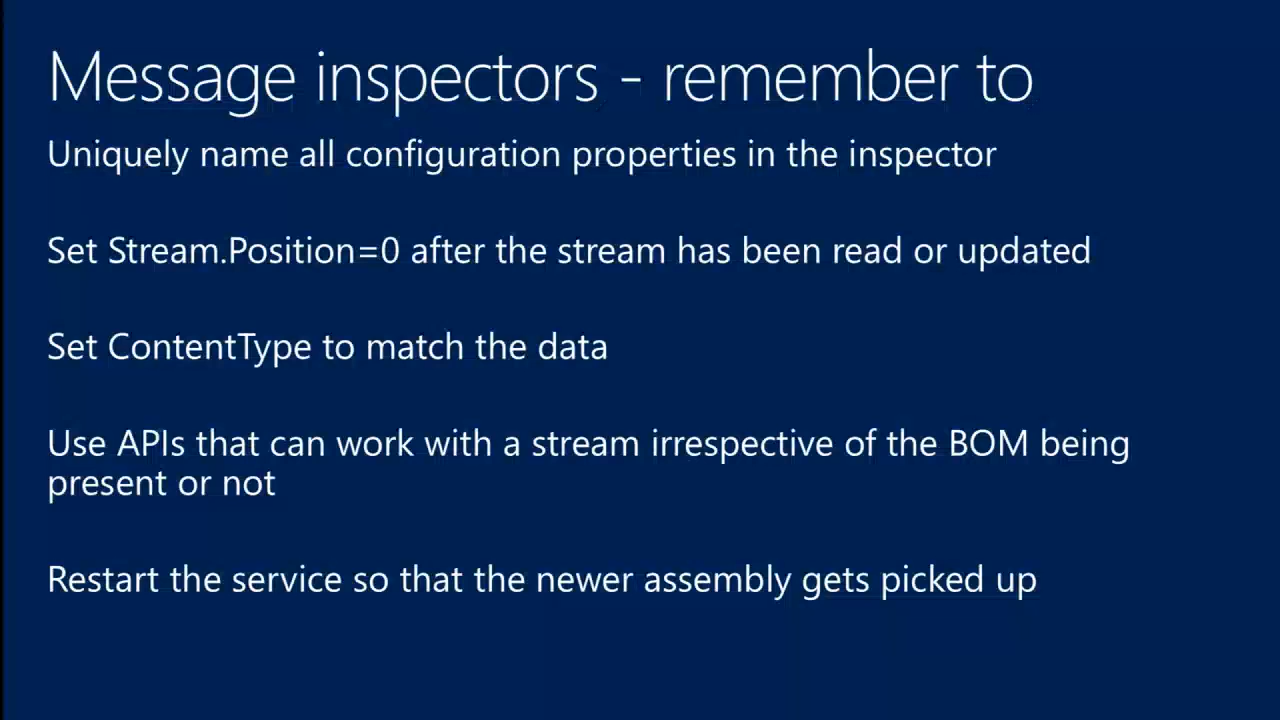 Message inspectors - remember to
Uniquely name all configuration properties in the inspector
Set Stream.Position=0 after the stream has been read or updated
Set ContentType to match the data
Use APIs that can work with a stream irrespective of the BOM being
present or not
Restart the service so that the newer assembly gets picked up